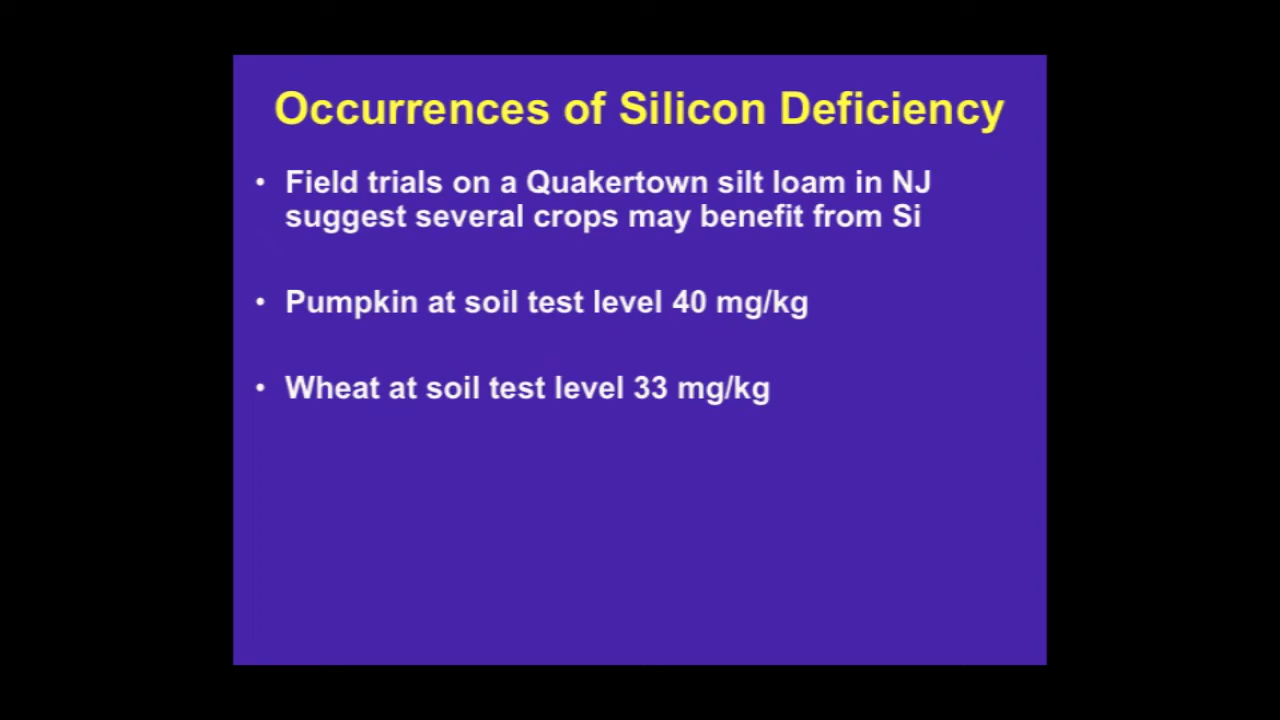 Occurrences of Silicon Deficiency
• Field trials on a Quakertown silt loam in NJ
suggest several crops may benefit from Si
• Pumpkin at soil test level 40 mg/kg
• Wheat at soil test level 33 mg/kg